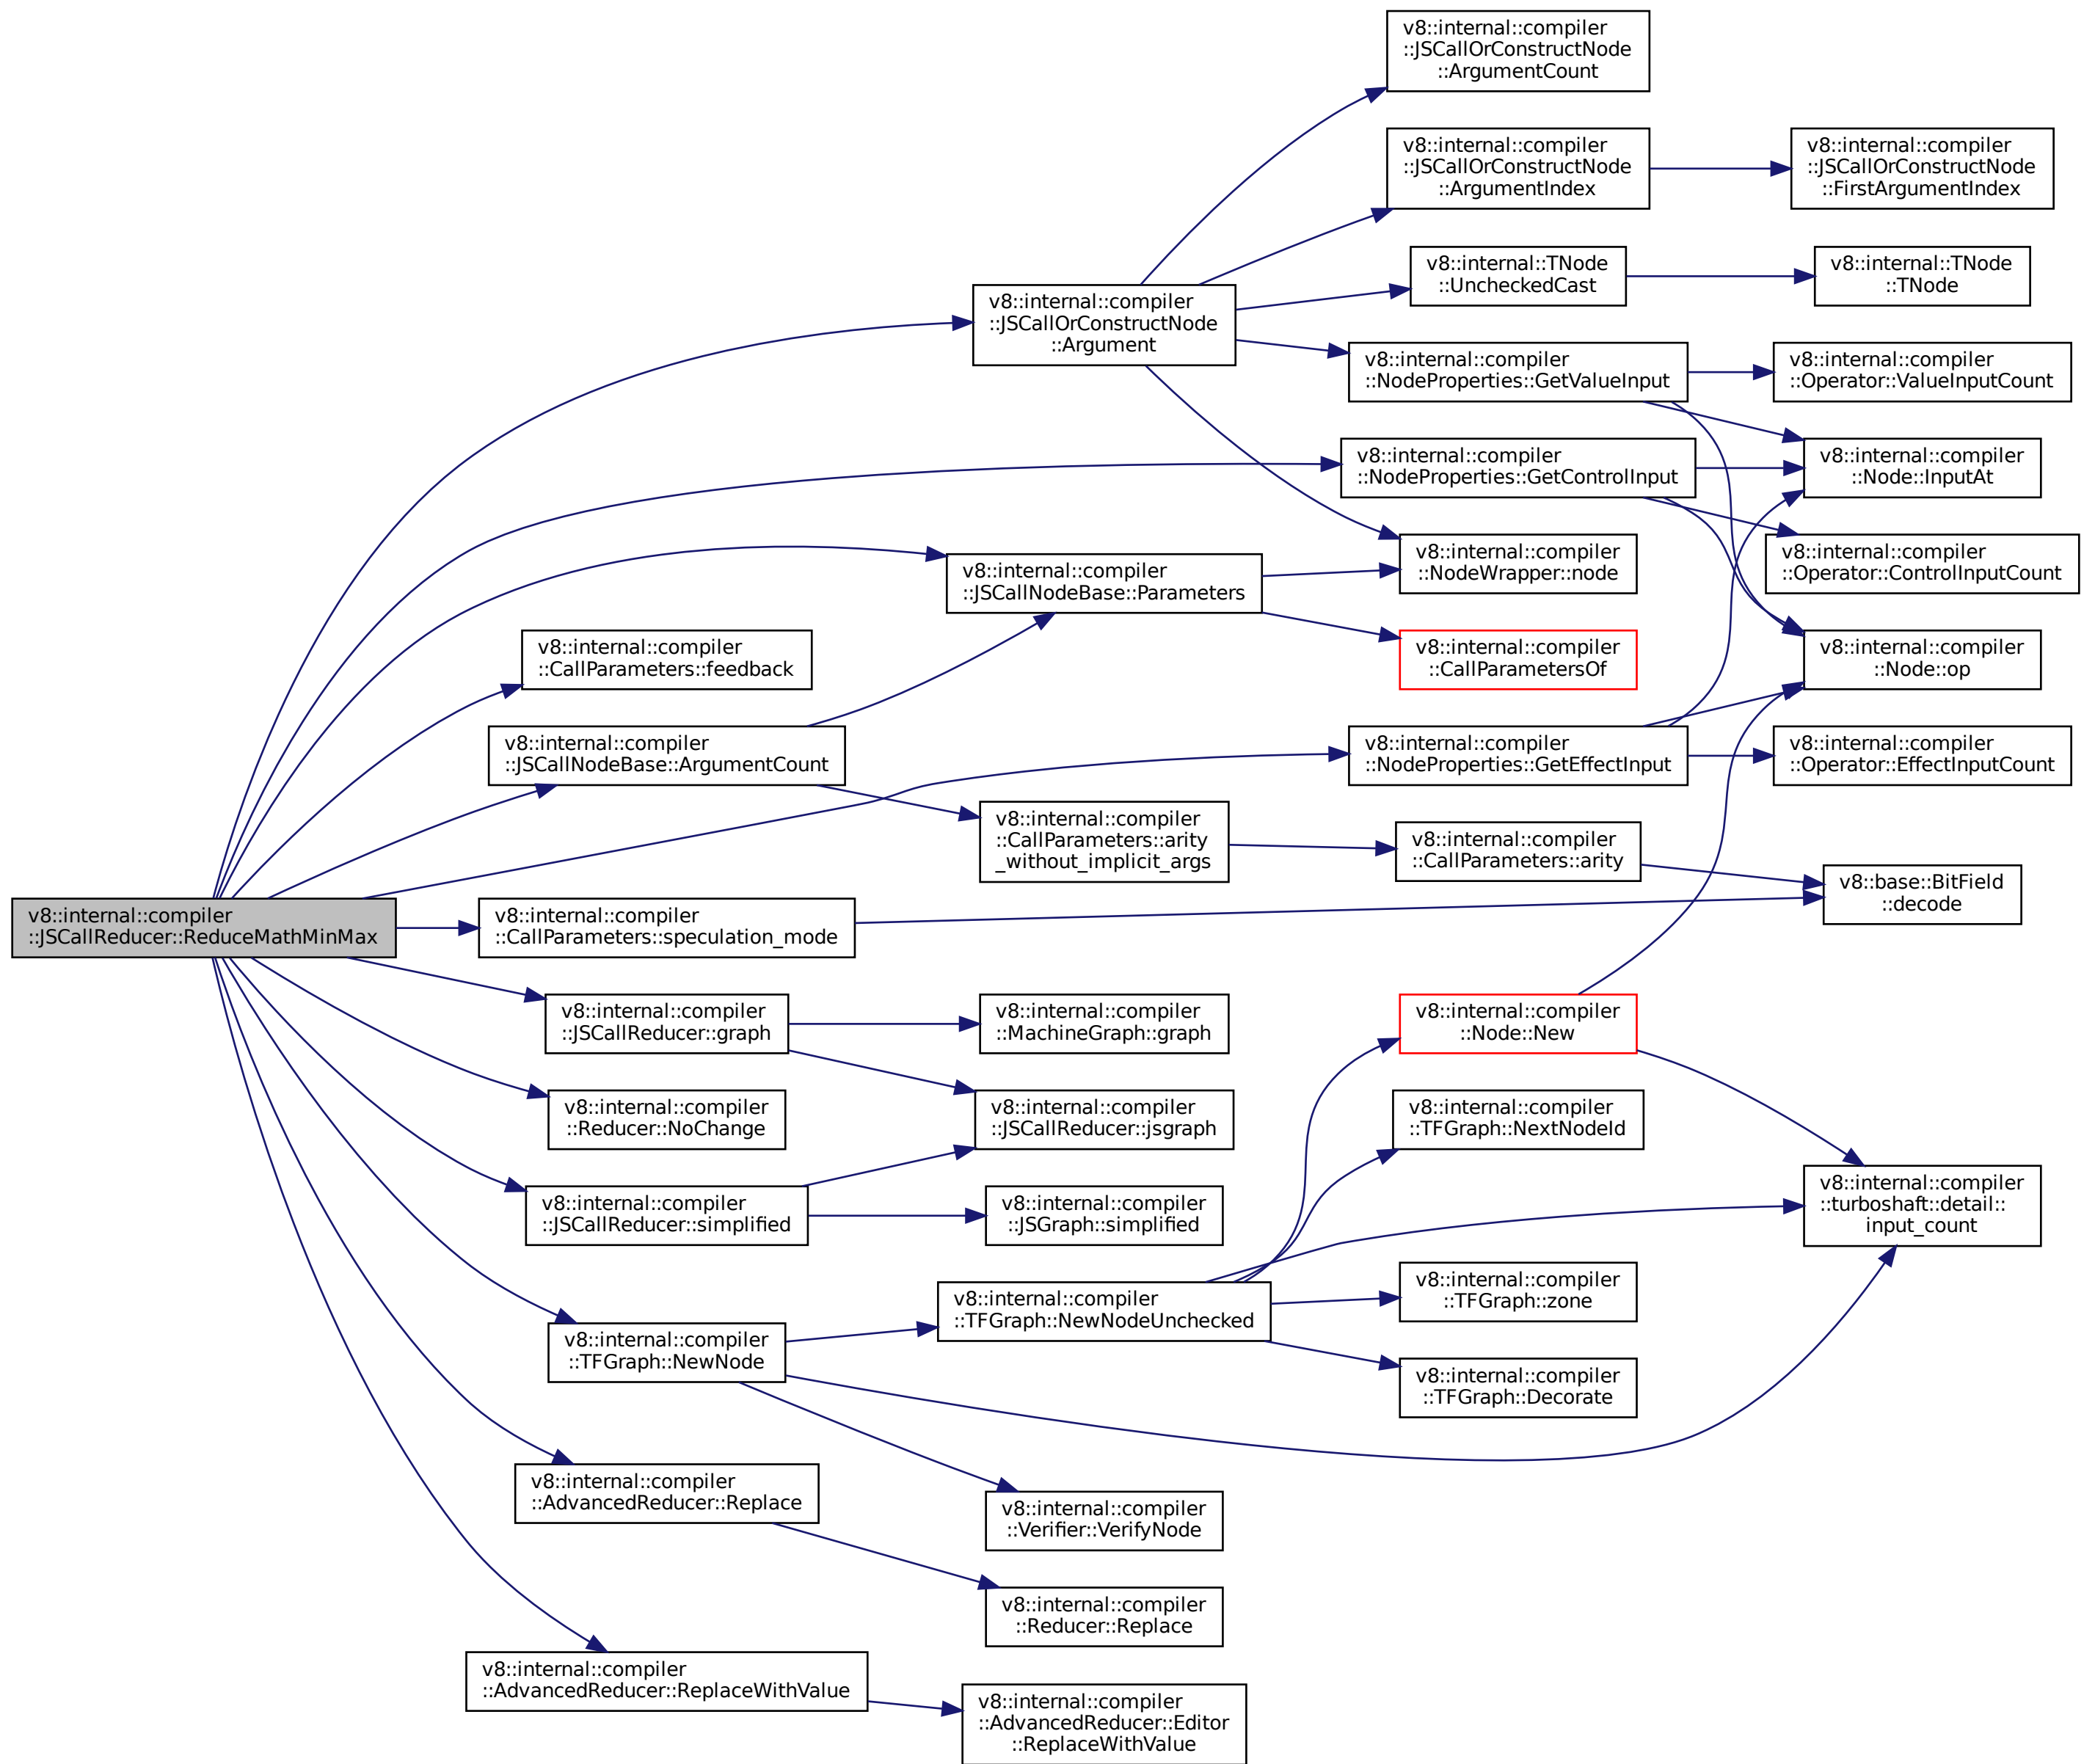 v8::internal::compiler
::JSCallOrConstructNode
::ArgumentCount
v8::internal::compiler
::JSCallOrConstructNode
::ArgumentIndex
v8::internal::compiler
::JSCallOrConstructNode
::FirstArgumentIndex
v8::internal::TNode
::UncheckedCast
v8::internal::TNode
::TNode
v8::internal::compiler
::JSCallOrConstructNode
::Argument
v8::internal::compiler
::NodeProperties::GetValueInput
v8::internal::compiler
::Operator::ValueInputCount
v8::internal::compiler
::NodeProperties::GetControlInput
v8::internal::compiler
::Node::InputAt
v8::internal::compiler
::NodeWrapper::node
v8::internal::compiler
::Operator::ControlInputCount
v8::internal::compiler
::JSCallNodeBase::Parameters
v8::internal::compiler
::CallParameters::feedback
v8::internal::compiler
::CallParametersOf
v8::internal::compiler
::Node::op
v8::internal::compiler
::JSCallNodeBase::ArgumentCount
v8::internal::compiler
::NodeProperties::GetEffectInput
v8::internal::compiler
::Operator::EffectInputCount
v8::internal::compiler
::CallParameters::arity
_without_implicit_args
v8::internal::compiler
::CallParameters::arity
v8::base::BitField
::decode
v8::internal::compiler
::JSCallReducer::ReduceMathMinMax
v8::internal::compiler
::CallParameters::speculation_mode
v8::internal::compiler
::JSCallReducer::graph
v8::internal::compiler
::MachineGraph::graph
v8::internal::compiler
::Node::New
v8::internal::compiler
::Reducer::NoChange
v8::internal::compiler
::JSCallReducer::jsgraph
v8::internal::compiler
::TFGraph::NextNodeId
v8::internal::compiler
::turboshaft::detail::
input_count
v8::internal::compiler
::JSCallReducer::simplified
v8::internal::compiler
::JSGraph::simplified
v8::internal::compiler
::TFGraph::NewNodeUnchecked
v8::internal::compiler
::TFGraph::zone
v8::internal::compiler
::TFGraph::NewNode
v8::internal::compiler
::TFGraph::Decorate
v8::internal::compiler
::AdvancedReducer::Replace
v8::internal::compiler
::Verifier::VerifyNode
v8::internal::compiler
::Reducer::Replace
v8::internal::compiler
::AdvancedReducer::ReplaceWithValue
v8::internal::compiler
::AdvancedReducer::Editor
::ReplaceWithValue